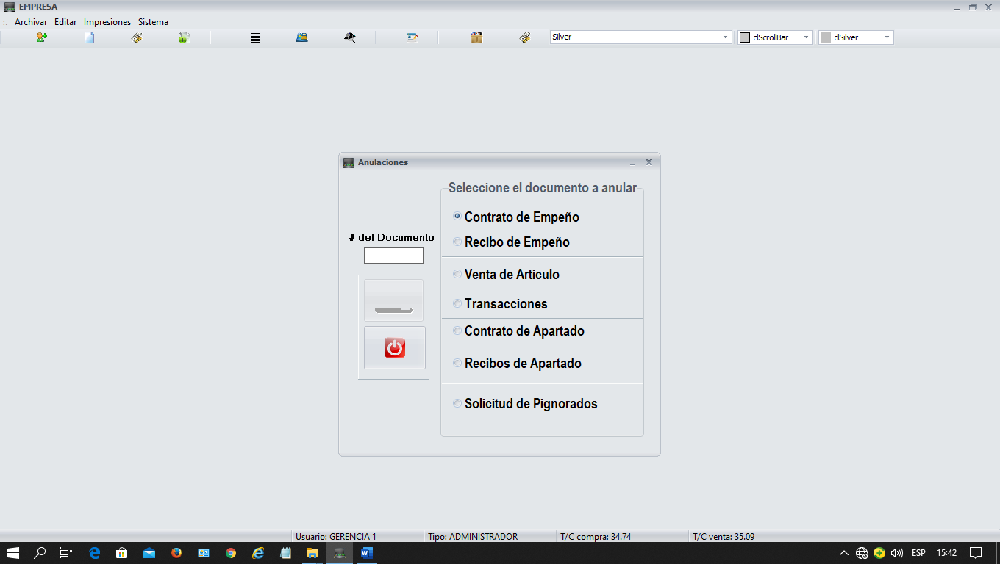 EMPRESA
Archivar Editar Impresiones Sistema
Silver clScrollBar clSilver
Anulaciones
Seleccione el documento a anular
Contrato de Empeño
# del Documento
Recibo de Empeño
Venta de Articulo
Transacciones
Contrato de Apartado
Recibos de Apartado
Solicitud de Pignorados
Usuario: GERENCIA 1 Tipo: ADMINISTRADOR T/C compra: 34.74 T/C venta: 35.09
ESP 15:42